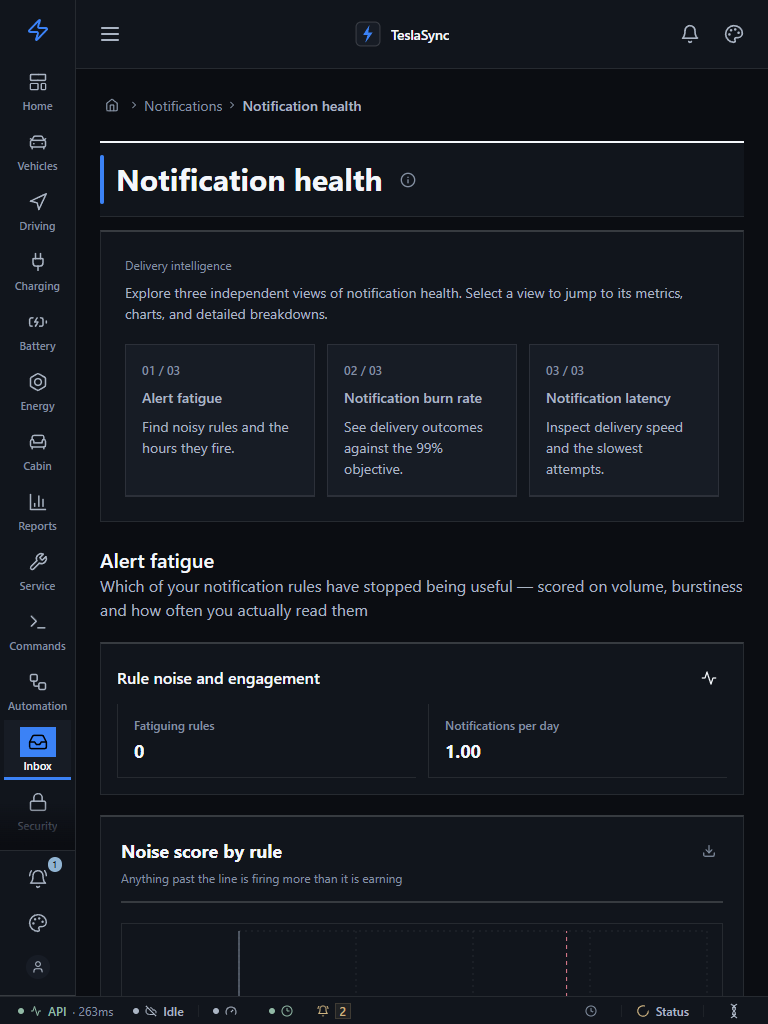 TeslaSync
Home
Vehicles
Driving
Charging
Battery
Energy
Cabin
Reports
Service
Commands
Automation
Inbox
Security
1
Notifications
Notification health
Notification health
Delivery intelligence
Explore three independent views of notification health. Select a view to jump to its metrics,
charts, and detailed breakdowns.
01 / 03
Alert fatigue
Find noisy rules and the
hours they fire.
02 / 03
Notification burn rate
See delivery outcomes
against the 99%
objective.
03 / 03
Notification latency
Inspect delivery speed
and the slowest
attempts.
Alert fatigue
Which of your notification rules have stopped being useful — scored on volume, burstiness
and how often you actually read them
Rule noise and engagement
Fatiguing rules
0
Notifications per day
1.00
Noise score by rule
Anything past the line is firing more than it is earning
API · 263ms
Idle
2
Status